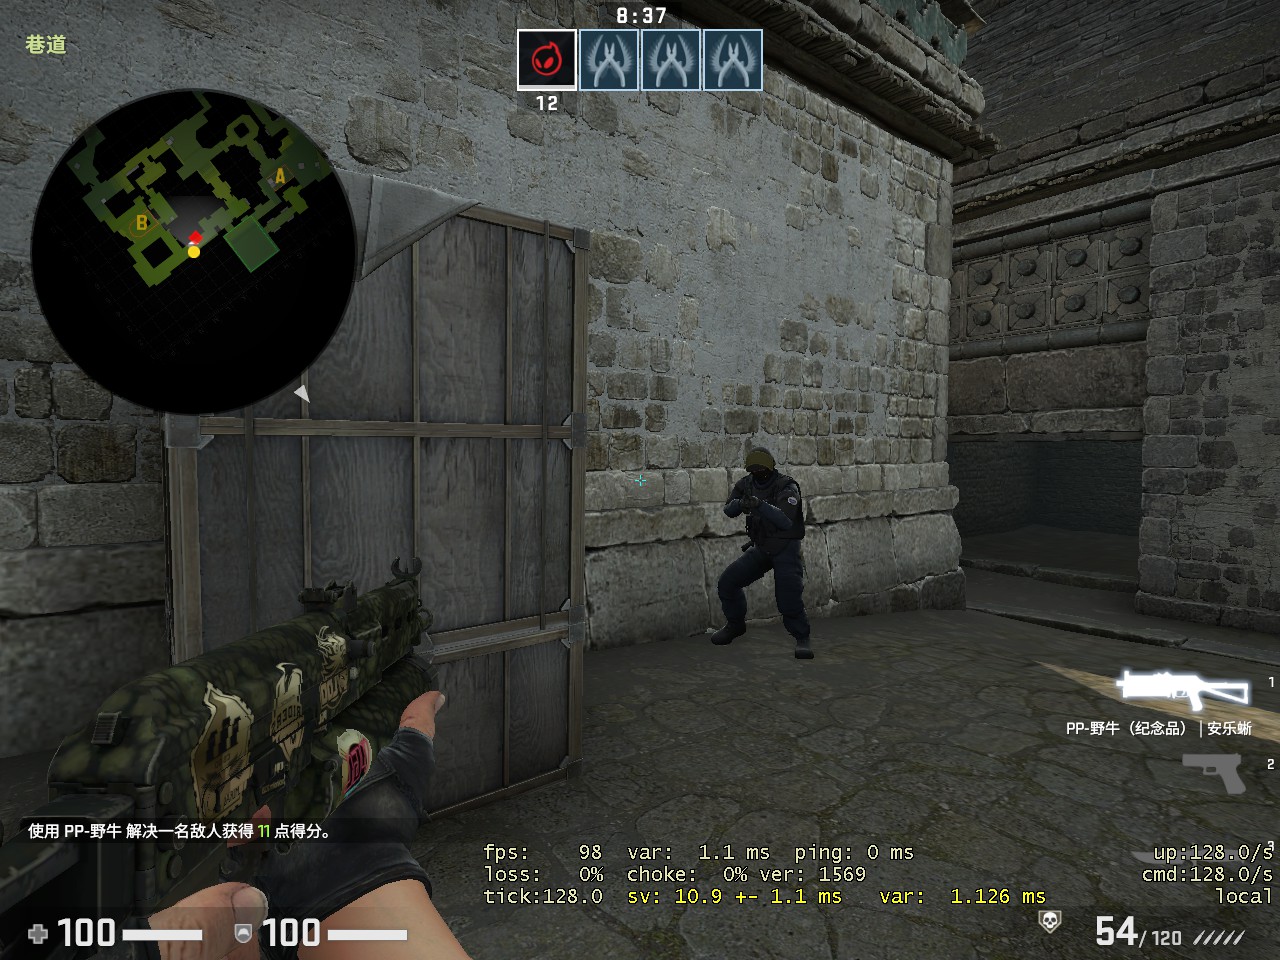 8:37
巷道
12
A
B
1
PP-野牛（纪念品） | 安乐蜥
2
使用 PP-野牛 解决一名敌人获得 11 点得分。
3
fps: 98 var: 1.1 ms ping: 0 ms up:128.0/s
loss: 0% choke: 0% ver: 1569 cmd:128.0/s
tick:128.0 sv: 10.9 +- 1.1 ms var: 1.126 ms local
100 100 54/ 120